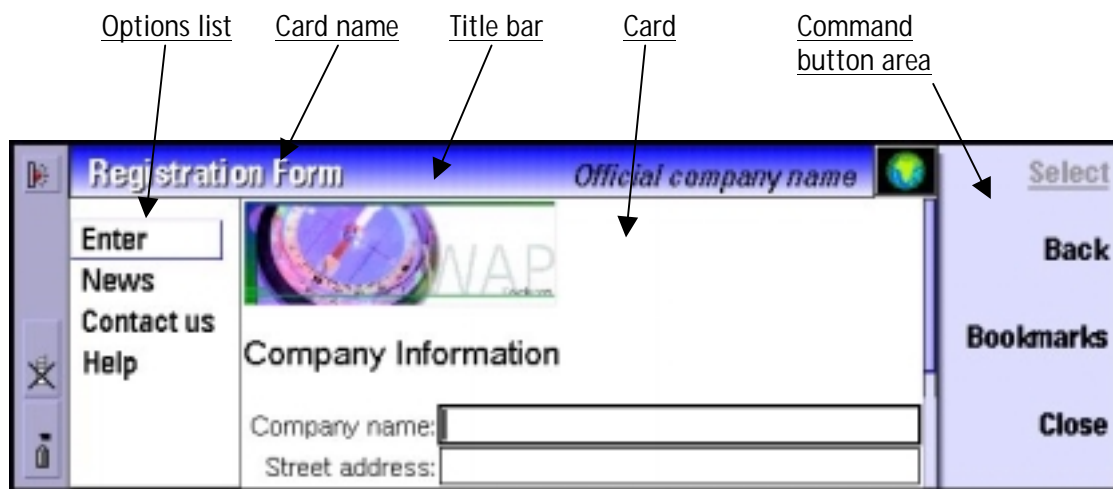 Options list
Card name
Title bar
Card
Command
button area
Registration Form
Official company name
Select
Enter
News
Contact us
Help
WAP
Back
Bookmarks
Close
Company Information
Company name:
Street address: